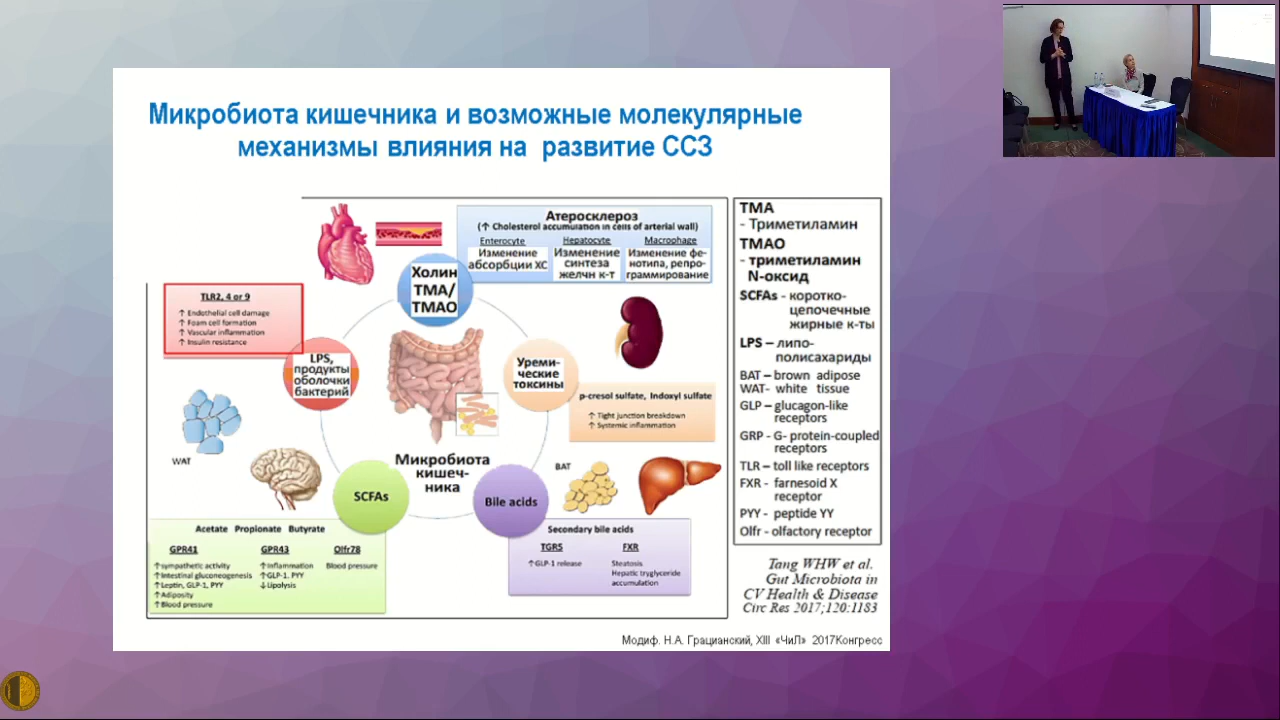 Микробиота кишечника и возможные молекулярные
механизмы влияния на развитие ССЗ
Атеросклероз
(↑ Cholesterol accumulation in cells of arterial wall)
Enterocyte
Изменение
абсорбции ХС
Hepatocyte
Изменение
синтеза
желчн к-т
Macrophage
Изменение фе-
нотипа, репро-
граммирование
Холин
TMA/
TMAO
TLR2, 4 or 9
↑ Endothelial cell damage
↑ Foam cell formation
↑ Vascular inflammation
↑ Insulin resistance
LPS,
продукты
оболочки
бактерий
Уреми-
ческие
токсины
p-cresol sulfate, Indoxyl sulfate
↑ Tight junction breakdown
↑ Systemic inflammation
WAT
Микробиота
кишеч-
ника
BAT
SCFAs
Bile acids
Acetate Propionate Butyrate
GPR41
↑sympathetic activity
↑Intestinal gluconeogenesis
↑Leptin, GLP-1, PYY
↑Adiposity
↑Blood pressure
GPR43
↑Inflammation
↑GLP-1, PYY
↓Lipolysis
Olfr78
Blood pressure
Secondary bile acids
TGR5
↑GLP-1 release
FXR
Steatosis
Hepatic tryglyceride
accumulation
TMA
- Триметиламин
TMAO
- триметиламин
N-оксид
SCFAs - коротко-
цепочечные
жирные к-ты
LPS – липо-
полисахариды
BAT – brown adipose
WAT- white tissue
GLP – glucagon-like
receptors
GRP - G- protein-coupled
receptors
TLR – toll like receptors
FXR - farnesoid X
receptor
PYY - peptide YY
Olfr - olfactory receptor
Tang WHW et al.
Gut Microbiota in
CV Health & Disease
Circ Res 2017;120:1183
Модиф. Н.А. Грацианский, XIII «ЧиЛ» 2017Конгресс